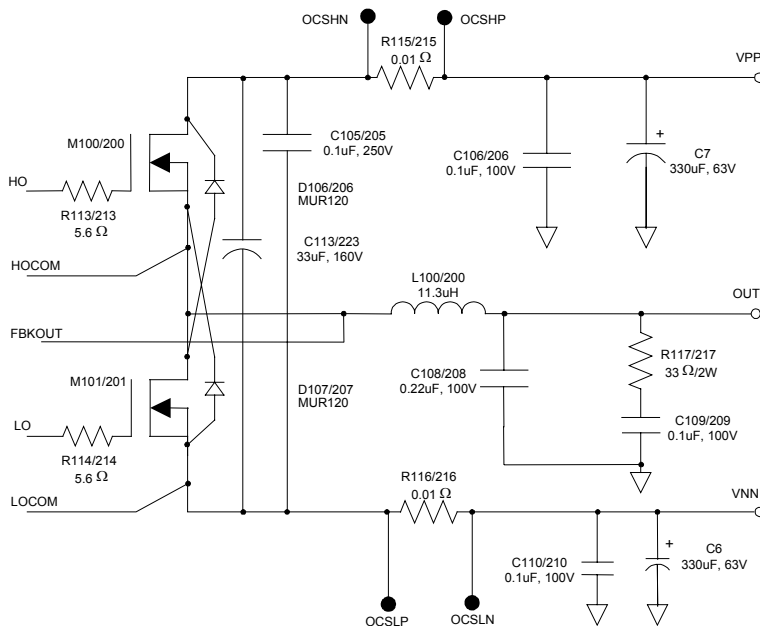 OCSHN
OCSHP
R115/215
0.01 Ω
VPP
M100/200
C105/205
0.1uF, 250V
C106/206
0.1uF, 100V
+
C7
330uF, 63V
HO
R113/213
5.6 Ω
D106/206
MUR120
C113/223
33uF, 160V
HOCOM
L100/200
11.3uH
OUT
FBKOUT
R117/217
33 Ω/2W
M101/201
C108/208
0.22uF, 100V
D107/207
MUR120
C109/209
0.1uF, 100V
LO
R114/214
5.6 Ω
R116/216
0.01 Ω
LOCOM
VNN
+
C6
330uF, 63V
C110/210
0.1uF, 100V
OCSLP
OCSLN